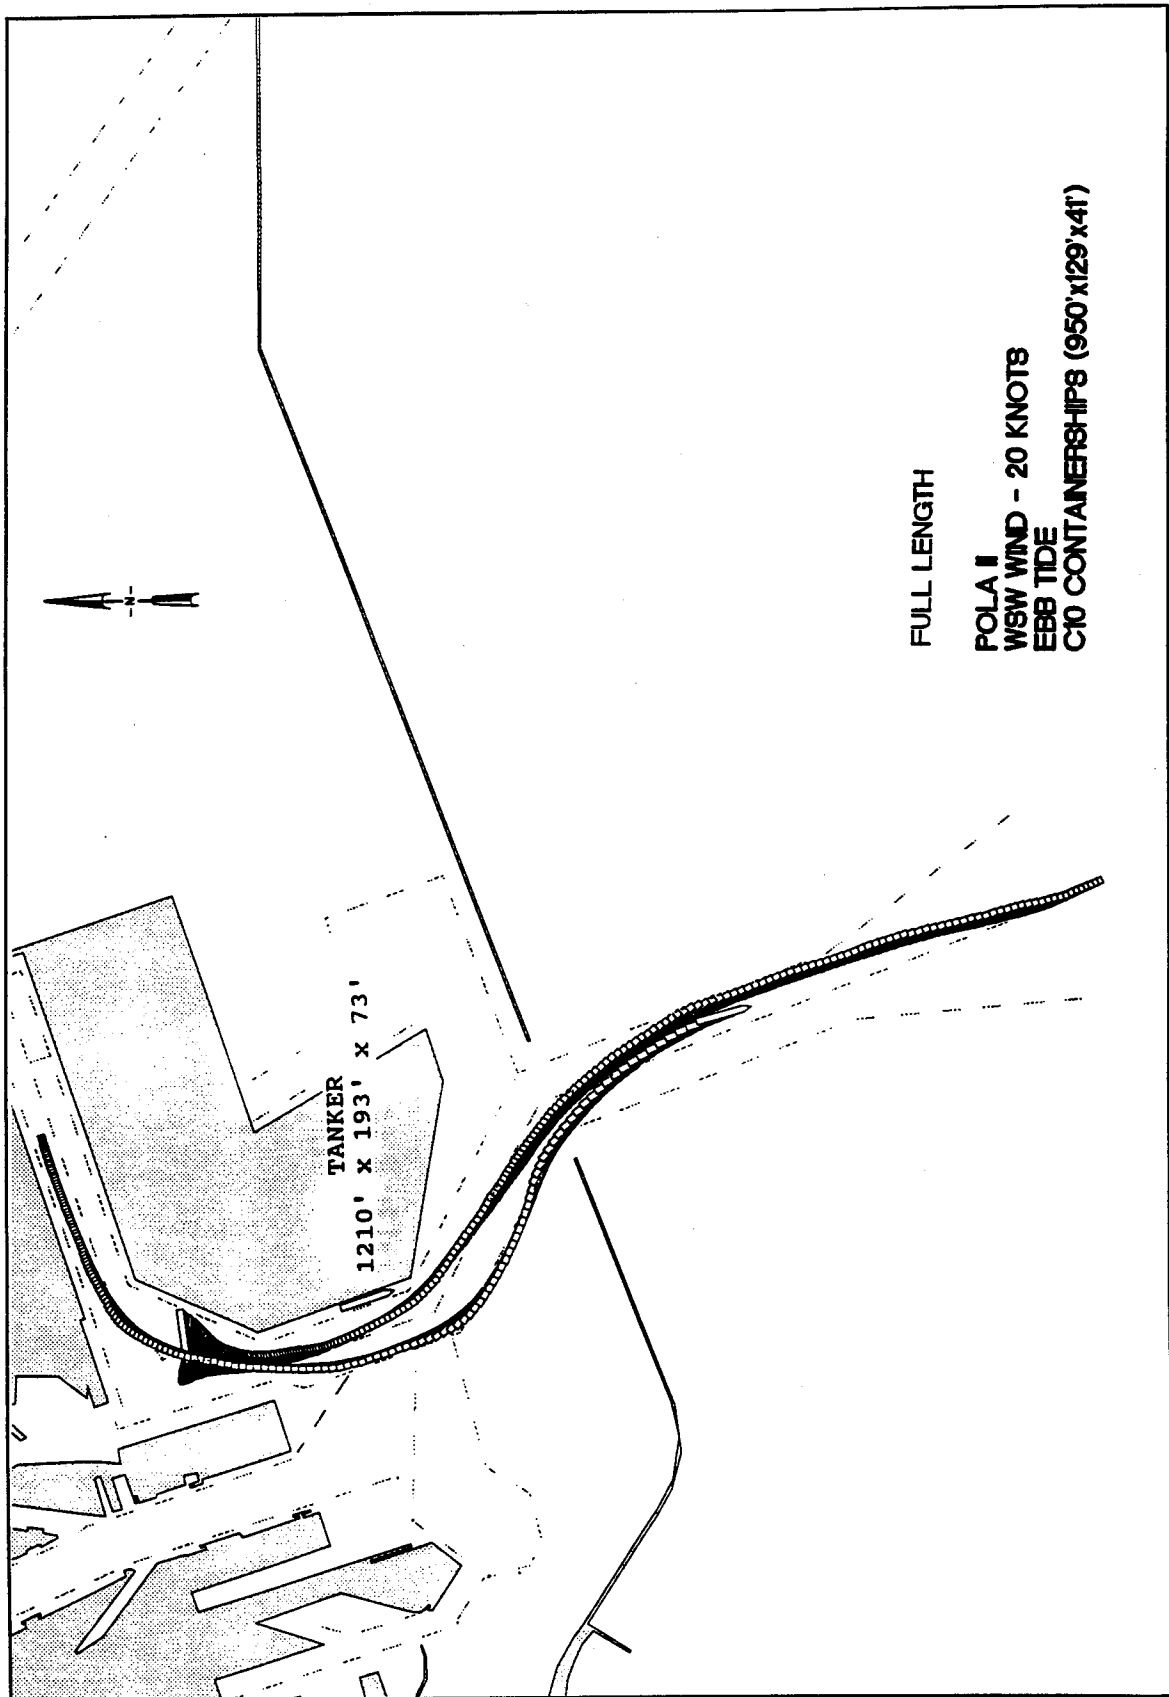 N
TANKER
1210' x 193' x 73'
FULL LENGTH
POLA II
WSW WIND - 20 KNOTS
EBB TIDE
C10 CONTAINERSHIPS (950'x129'x41')